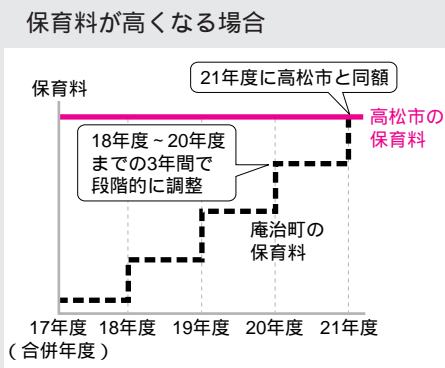 保育料が高くなる場合
21年度に高松市と同額
保育料
高松市の
保育料
18年度~20年度
までの3年間で
段階的に調整
庵治町の
保育料
17年度 18年度 19年度 20年度 21年度
(合併年度)